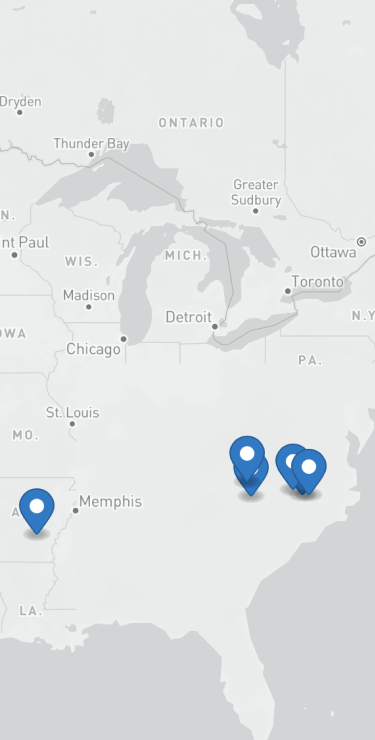 Dryden
ONTARIO
Thunder Bay
Greater
Sudbury
N.
nt Paul
WIS.
MICH.
Ottawa
Toronto
Madison
Detroit
N.Y
OWA
Chicago
PA.
St. Louis
MO.
Memphis
A
LA.